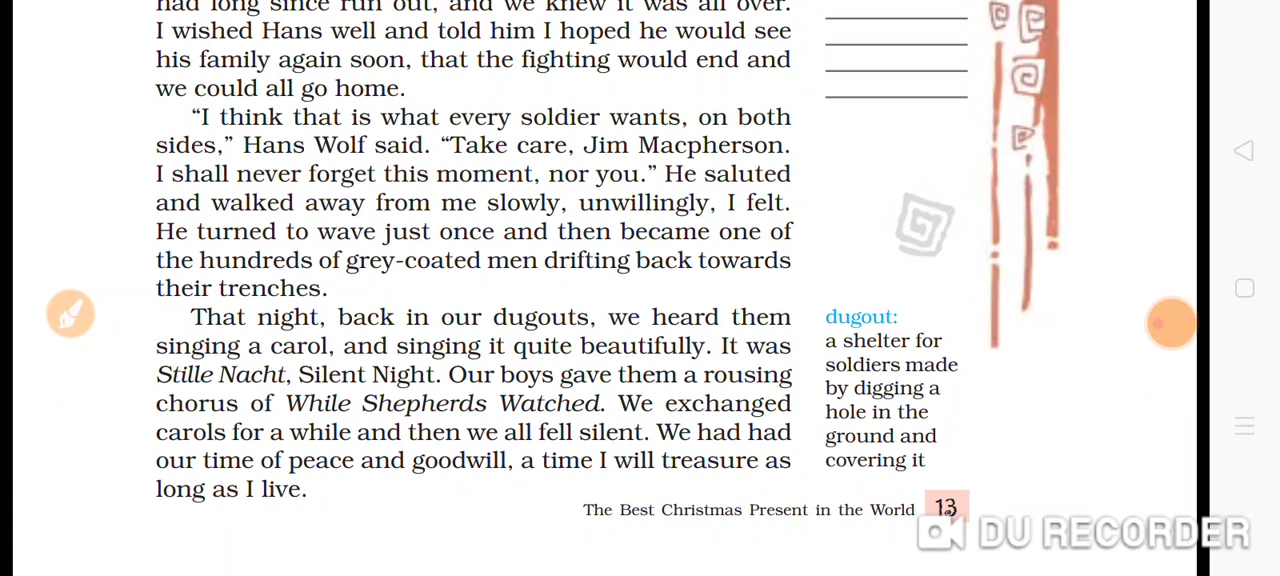 had long since run out, and we knew it was all over.
I wished Hans well and told him I hoped he would see
his family again soon, that the fighting would end and
we could all go home.
“I think that is what every soldier wants, on both
sides,” Hans Wolf said. “Take care, Jim Macpherson.
I shall never forget this moment, nor you.” He saluted
and walked away from me slowly, unwillingly, I felt.
He turned to wave just once and then became one of
the hundreds of grey-coated men drifting back towards
their trenches.
That night, back in our dugouts, we heard them
singing a carol, and singing it quite beautifully. It was
Stille Nacht, Silent Night. Our boys gave them a rousing
chorus of While Shepherds Watched. We exchanged
carols for a while and then we all fell silent. We had had
our time of peace and goodwill, a time I will treasure as
long as I live.
dugout:
a shelter for
soldiers made
by digging a
hole in the
ground and
covering it
The Best Christmas Present in the World 13
DU RECORDER